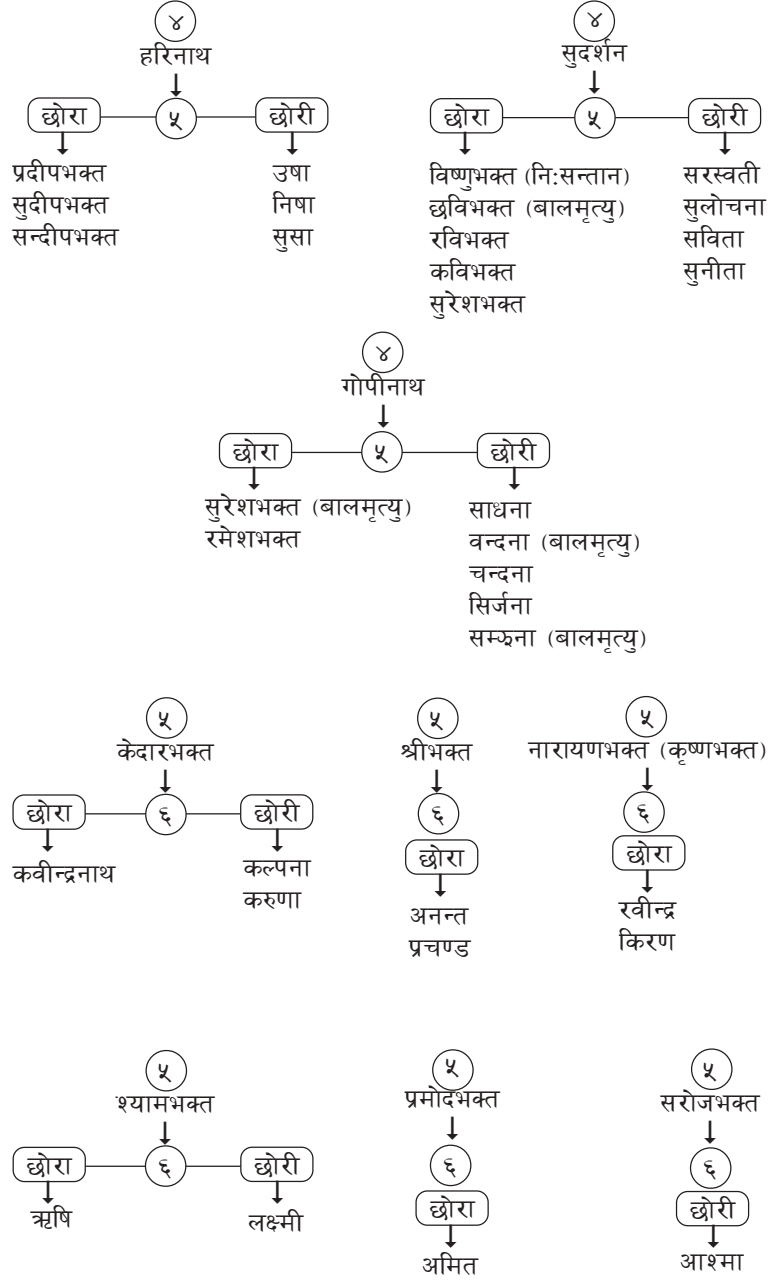 ४
हरिनाथ
छोरा ५ छोरी
प्रदीपभक्त
सुदीपभक्त
सन्दीपभक्त
उषा
निषा
सुसा
४
सुदर्शन
छोरा ५ छोरी
विष्णुभक्त (नि:सन्तान)
छविभक्त (बालमृत्यु)
रविभक्त
कविभक्त
सुरेशभक्त
सरस्वती
सुलोचना
सविता
सुनीता
४
गोपीनाथ
छोरा ५ छोरी
सुरेशभक्त (बालमृत्यु)
रमेशभक्त
साधना
वन्दना (बालमृत्यु)
चन्दना
सिर्जना
सम्झना (बालमृत्यु)
५
केदारभक्त
छोरा ६ छोरी
कवीन्द्रनाथ
कल्पना
करुणा
५
श्रीभक्त
६
छोरा
अनन्त
प्रचण्ड
५
नारायणभक्त (कृष्णभक्त)
६
छोरा
रवीन्द्र
किरण
५
श्यामभक्त
छोरा ६ छोरी
ऋषि
लक्ष्मी
५
प्रमोदभक्त
६
छोरा
अमित
५
सरोजभक्त
६
छोरी
आश्मा